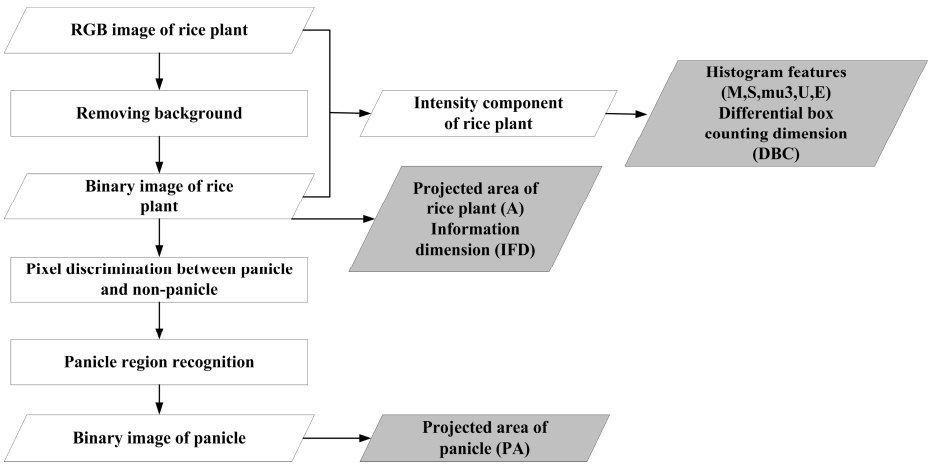 RGB image of rice plant
Removing background
Binary image of rice
plant
Pixel discrimination between panicle
and non-panicle
Panicle region recognition
Binary image of panicle
Intensity component
of rice plant
Histogram features
(M,S,mu3,U,E)
Differential box
counting dimension
(DBC)
Projected area of
rice plant (A)
Information
dimension (IFD)
Projected area of
panicle (PA)